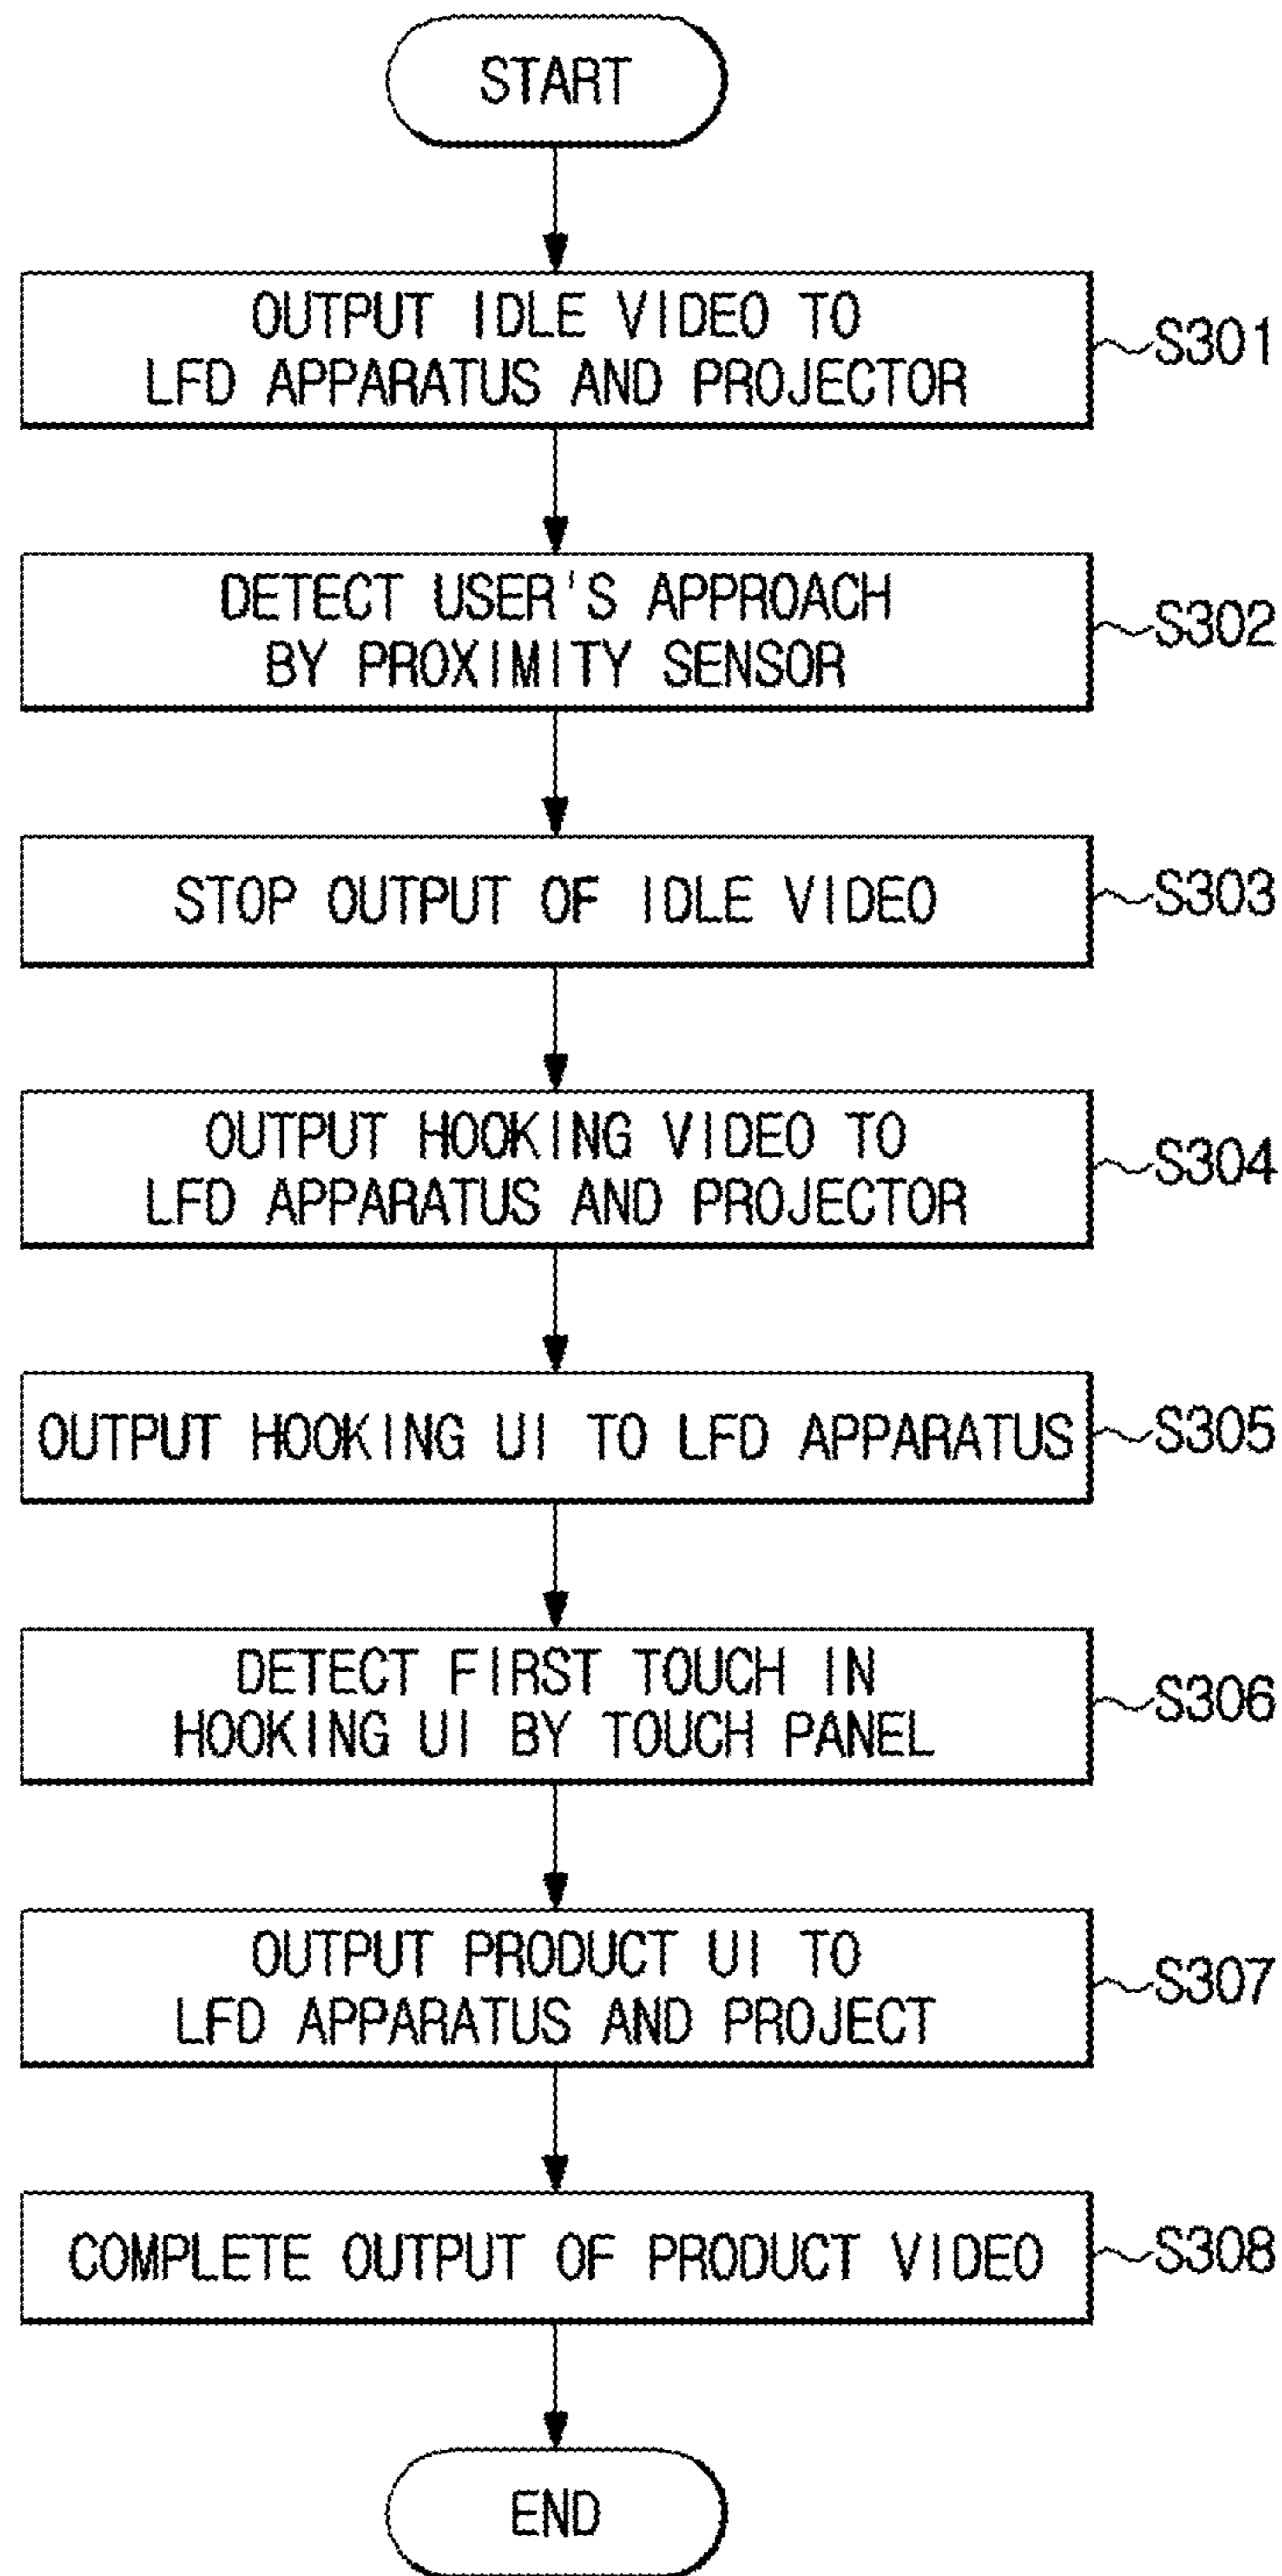 START
OUTPUT IDLE VIDEO TO
LFD APPARATUS AND PROJECTOR
S301
DETECT USER'S APPROACH
BY PROXIMITY SENSOR
S302
STOP OUTPUT OF IDLE VIDEO
S303
OUTPUT HOOKING VIDEO TO
LFD APPARATUS AND PROJECTOR
S304
OUTPUT HOOKING UI TO LFD APPARATUS
S305
DETECT FIRST TOUCH IN
HOOKING UI BY TOUCH PANEL
S306
OUTPUT PRODUCT UI TO
LFD APPARATUS AND PROJECT
S307
COMPLETE OUTPUT OF PRODUCT VIDEO
S308
END